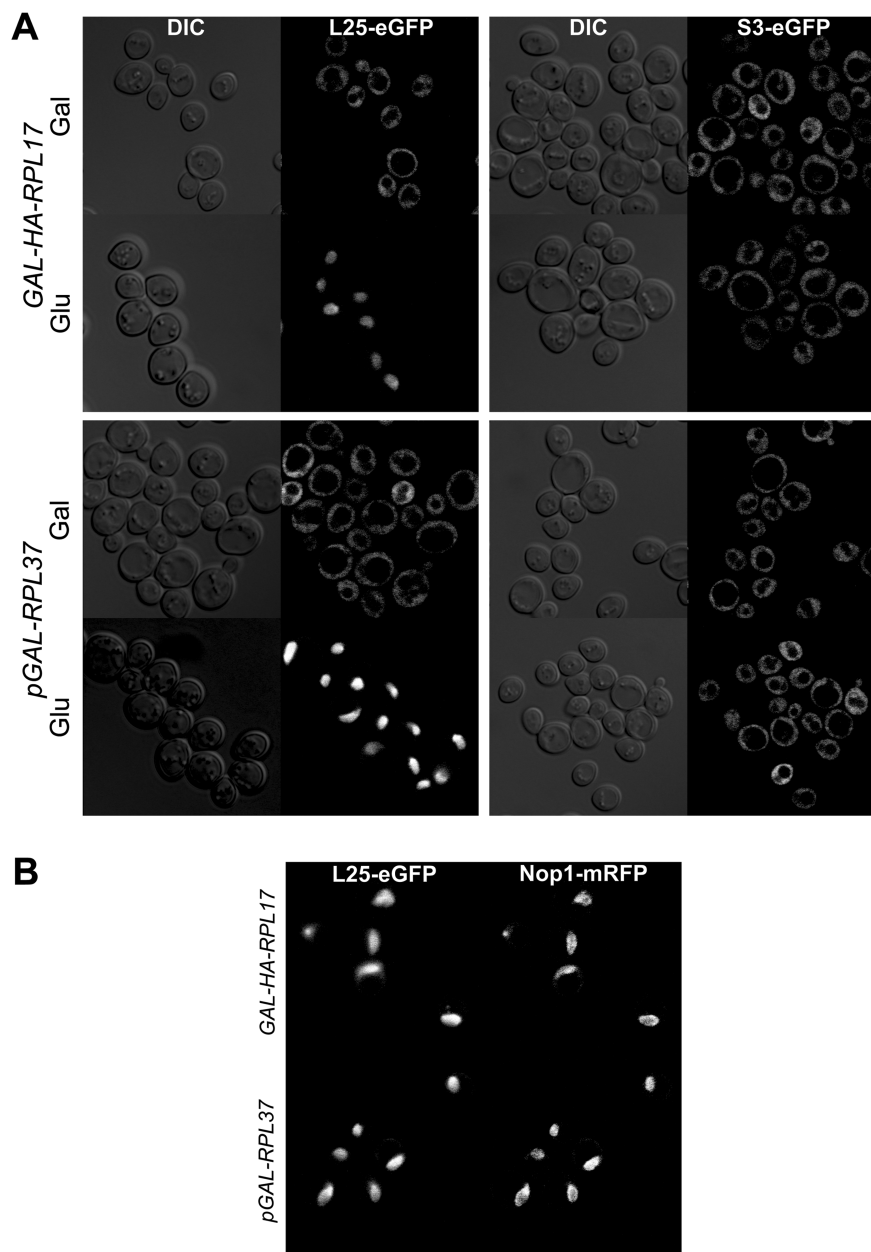 A
DIC
L25-eGFP
DIC
S3-eGFP
GAL-HA-RPL17
Gal
Glu
pGAL-RPL37
Gal
Glu
B
L25-eGFP
Nop1-mRFP
GAL-HA-RPL17
pGAL-RPL37